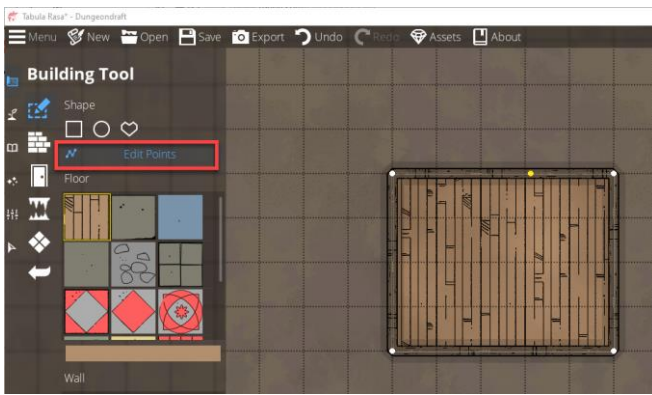 Tabula Rasa* - Dungeondraft
Menu New Open Save Export Undo Redo Assets About
Building Tool
Shape
Edit Points
Floor
Wall